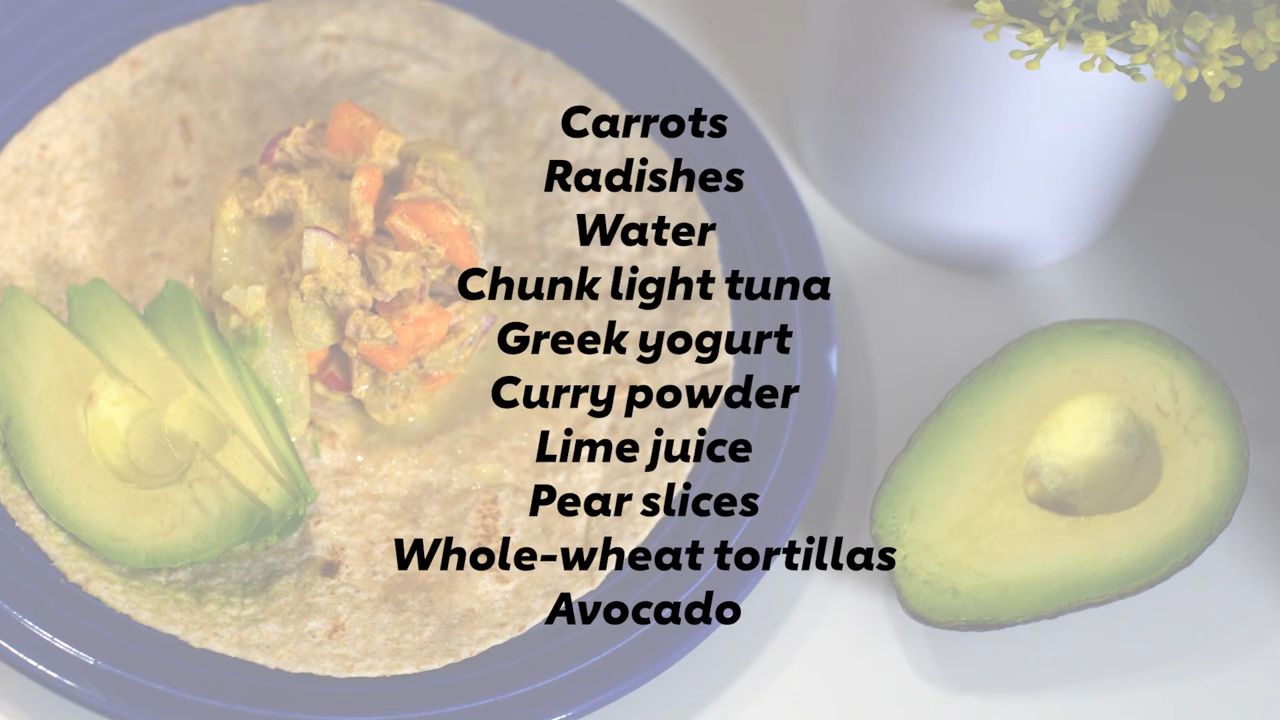 Carrots
Radishes
Water
Chunk light tuna
Greek yogurt
Curry powder
Lime juice
Pear slices
Whole-wheat tortillas
Avocado